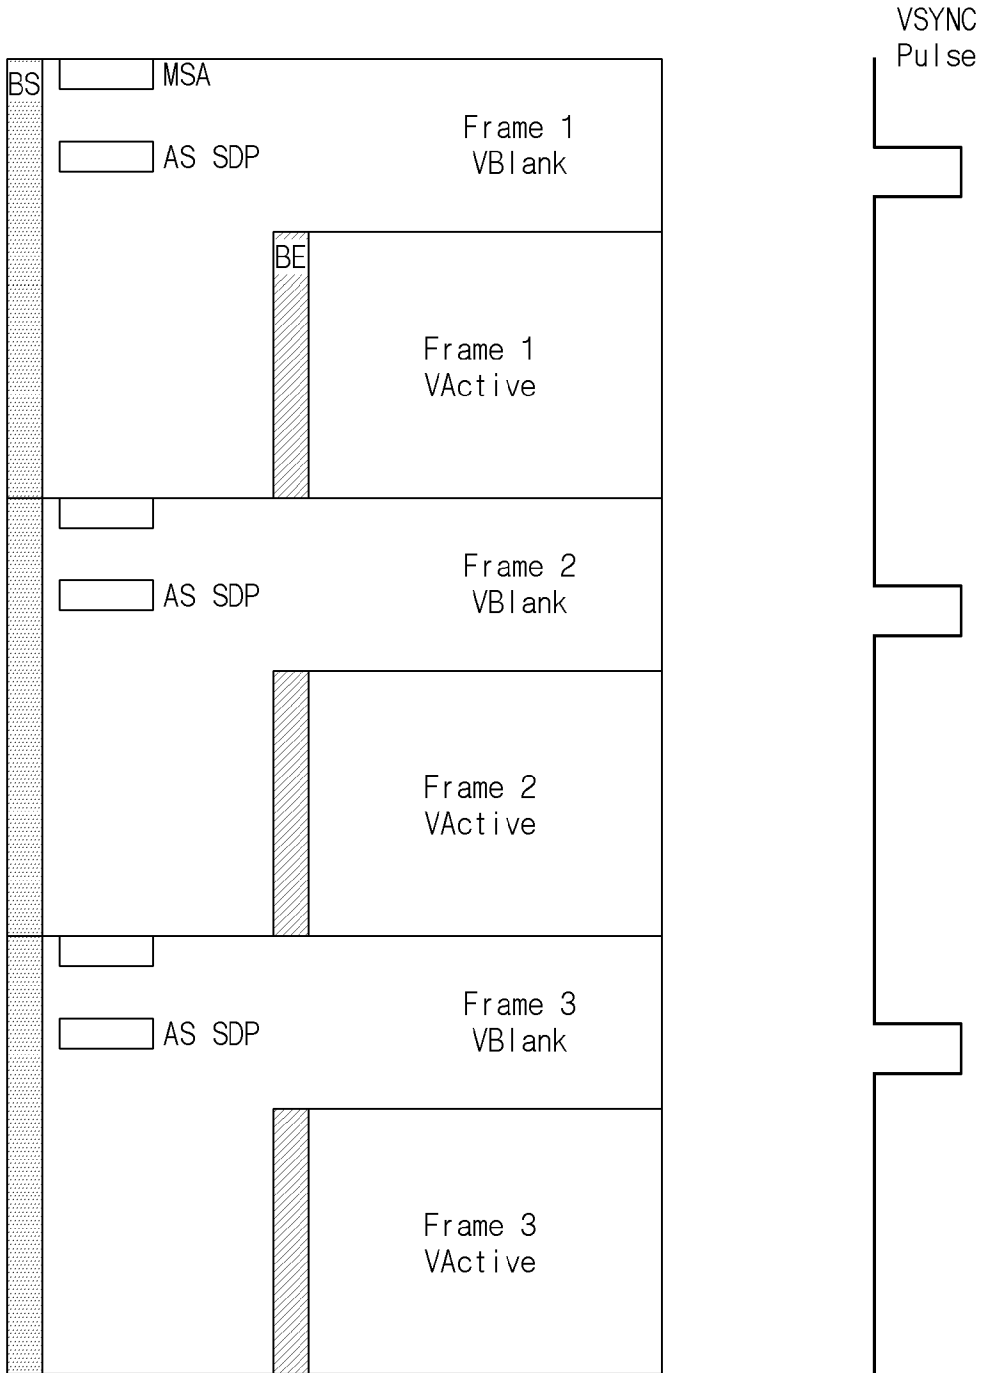 VSYNC
Pulse
BS
MSA
AS SDP
Frame 1
VBlank
BE
Frame 1
VActive
AS SDP
Frame 2
VBlank
Frame 2
VActive
AS SDP
Frame 3
VBlank
Frame 3
VActive